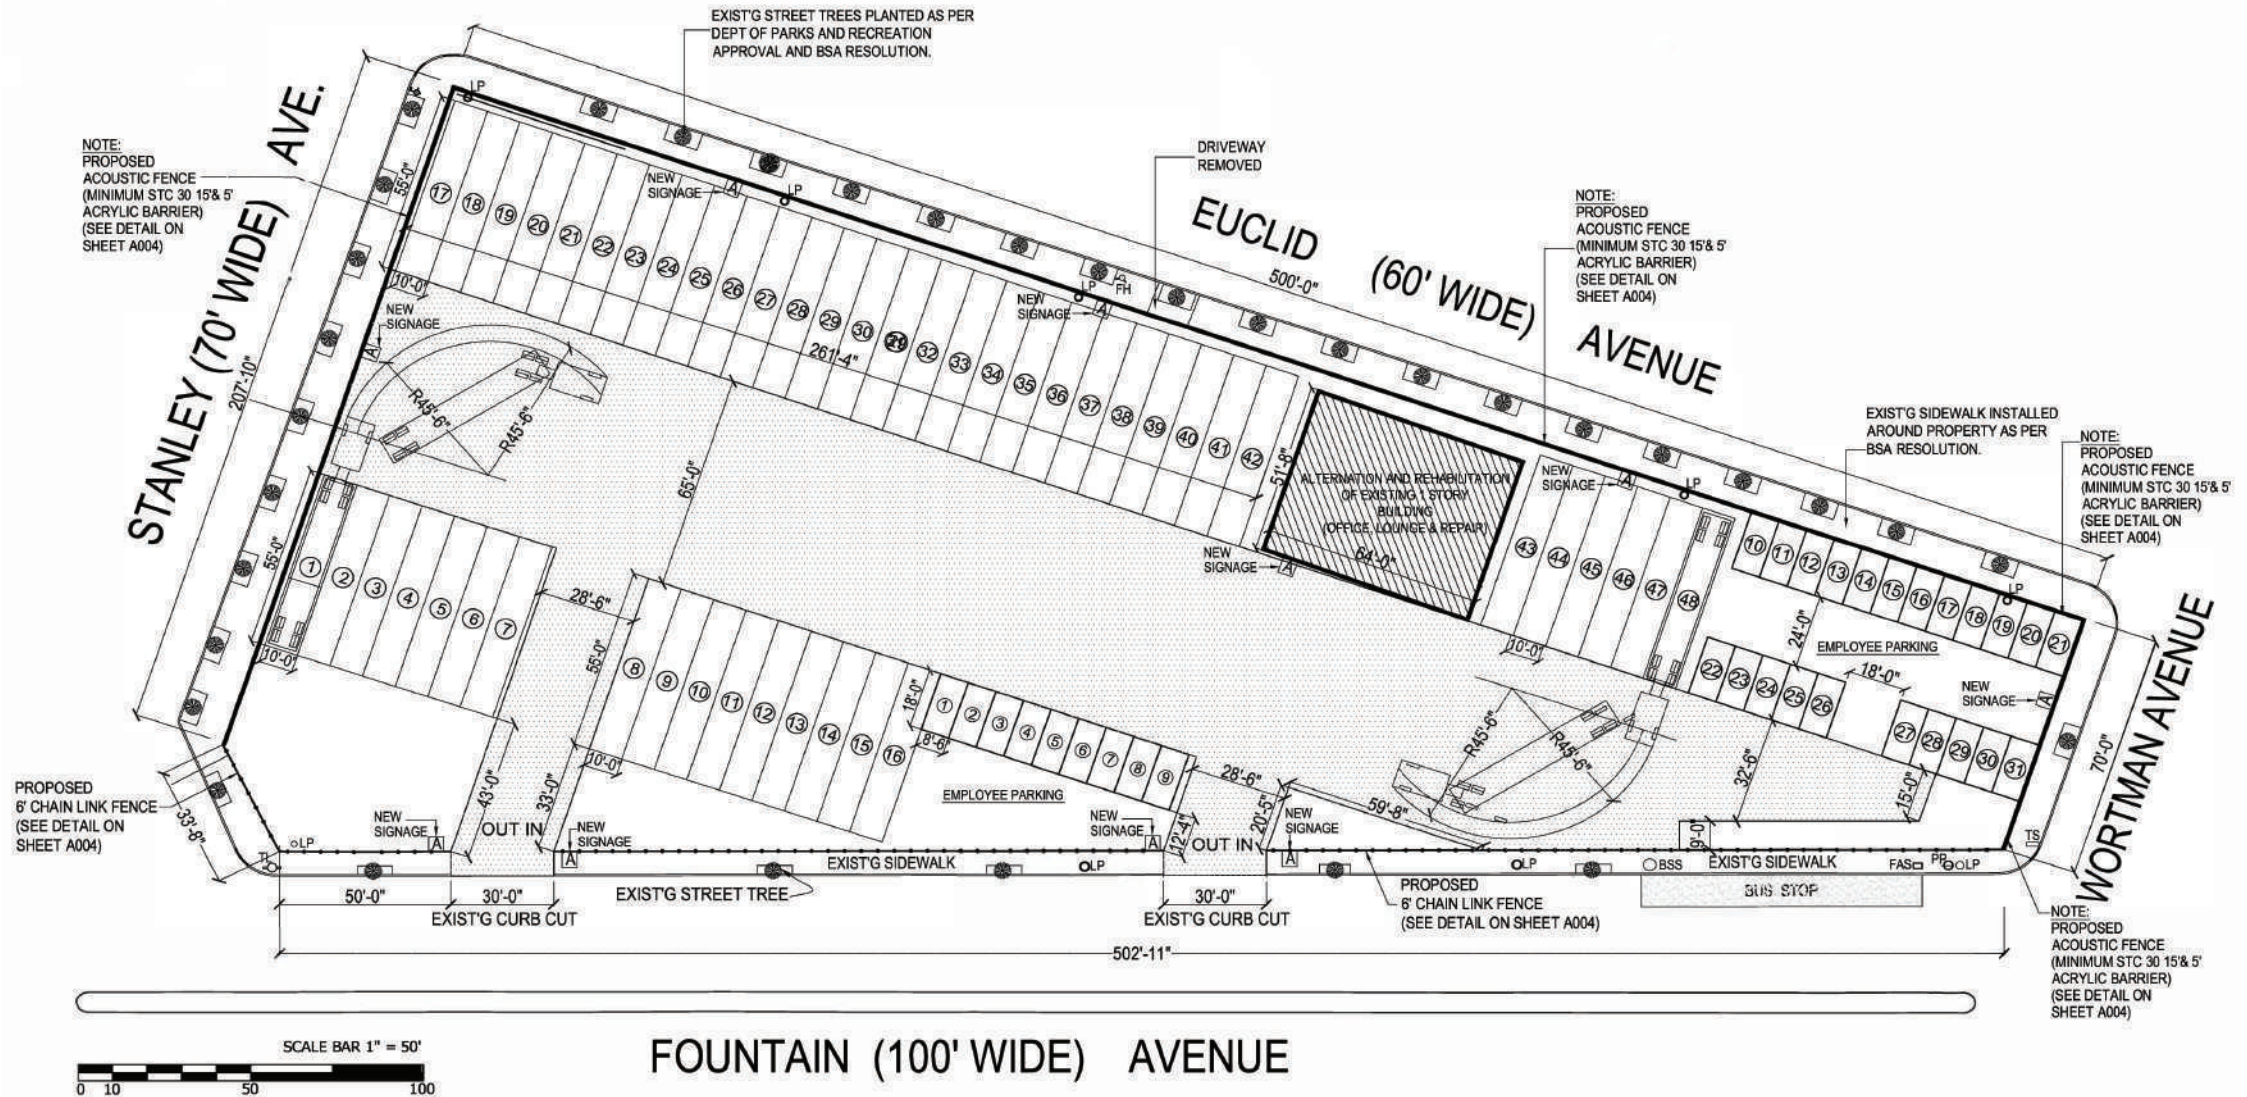 EXIST'G STREET TREES PLANTED AS PER
DEPT OF PARKS AND RECREATION
APPROVAL AND BSA RESOLUTION.
NOTE:
PROPOSED
ACOUSTIC FENCE
(MINIMUM STC 30 15'& 5'
ACRYLIC BARRIER)
(SEE DETAIL ON
SHEET A004)
STANLEY (70' WIDE) AVE.
207'-10"
LP
55'-0"
NEW
SIGNAGE
A
LP
DRIVEWAY
REMOVED
EUCLID (60' WIDE) AVENUE
500'-0"
NOTE:
PROPOSED
ACOUSTIC FENCE
(MINIMUM STC 30 15'& 5'
ACRYLIC BARRIER)
(SEE DETAIL ON
SHEET A004)
17 18 19 20 21 22 23 24 25 26 27 28 29 30 32 33 34 35 36 37 38 39 40 41 42
261'-4"
10'-0"
NEW
SIGNAGE
A
NEW
SIGNAGE
A
LP
FH
R45'-6"
R45'-6"
65'-0"
51'-8"
ALTERNATION AND REHABILITATION
OF EXISTING 1 STORY
BUILDING
(OFFICE, LOUNGE & REPAIR)
64'-0"
NEW
SIGNAGE
A
NEW
SIGNAGE
A
LP
EXIST'G SIDEWALK INSTALLED
AROUND PROPERTY AS PER
BSA RESOLUTION.
NOTE:
PROPOSED
ACOUSTIC FENCE
(MINIMUM STC 30 15'& 5'
ACRYLIC BARRIER)
(SEE DETAIL ON
SHEET A004)
43 44 45 46 47 48
10'-0"
10 11 12 13 14 15 16 17 18 19 20 21
LP
24'-0"
EMPLOYEE PARKING
22 23 24 25 26
18'-0"
27 28 29 30 31
NEW
SIGNAGE
A
70'-0"
WORTMAN AVENUE
55'-0"
1 2 3 4 5 6 7
10'-0"
28'-6"
55'-0"
8 9 10 11 12 13 14 15 16
10'-0"
18'-0"
8'-6"
1 2 3 4 5 6 7 8 9
EMPLOYEE PARKING
28'-6"
R45'-6"
R45'-6"
32'-6"
15'-0"
9'-0"
59'-8"
20'-5"
12'-4"
43'-0"
33'-0"
PROPOSED
6' CHAIN LINK FENCE
(SEE DETAIL ON
SHEET A004)
33'-8"
LP
NEW
SIGNAGE
A
OUT IN
NEW
SIGNAGE
A
NEW
SIGNAGE
A
OUT IN
NEW
SIGNAGE
A
TS
EXIST'G SIDEWALK
LP
LP
BSS
EXIST'G SIDEWALK
FAS
PP
LP
50'-0"
30'-0"
EXIST'G CURB CUT
EXIST'G STREET TREE
30'-0"
EXIST'G CURB CUT
PROPOSED
6' CHAIN LINK FENCE
(SEE DETAIL ON SHEET A004)
BUS STOP
NOTE:
PROPOSED
ACOUSTIC FENCE
(MINIMUM STC 30 15'& 5'
ACRYLIC BARRIER)
(SEE DETAIL ON
SHEET A004)
502'-11"
SCALE BAR 1" = 50'
0 10 50 100
FOUNTAIN (100' WIDE) AVENUE